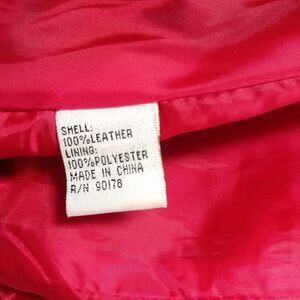 SHELL:
100%LEATHER
LINING:
100%POLYESTER
MADE IN CHINA
R/N 90178